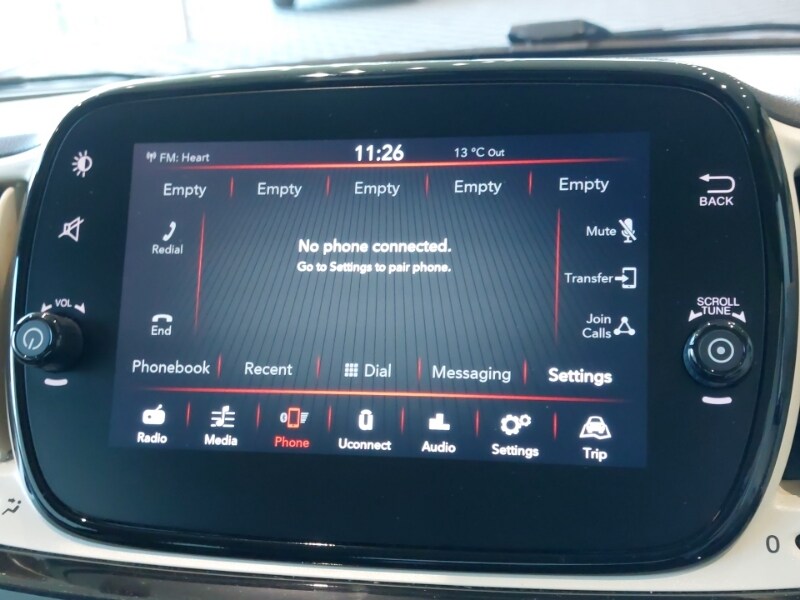 FM: Heart
11:26
13 °C Out
Empty
Empty
Empty
Empty
Empty
BACK
Redial
No phone connected.
Go to Settings to pair phone.
Mute
Transfer
VOL
SCROLL
TUNE
End
Join
Calls
Phonebook
Recent
Dial
Messaging
Settings
Radio
Media
Phone
Uconnect
Audio
Settings
Trip
0